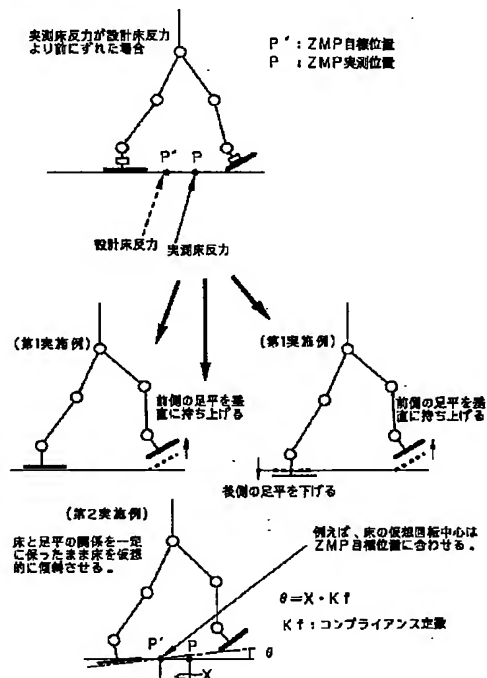 実測床反力が設計床反力
より前にずれた場合
P*：ZMP目標位置
P ：ZMP実測位置
P* P
設計床反力
実測床反力
(第1実施例)
前側の足平を垂
直に持ち上げる
(第1実施例)
前側の足平を垂
直に持ち上げる
後側の足平を下げる
(第2実施例)
床と足平の関係を一定
に保ったまま床を仮想
的に傾斜させる。
例えば、床の仮想回転中心は
ZMP目標位置に合わせる。
θ＝X・Kf
Kf：コンプライアンス定数
P* P
θ
X